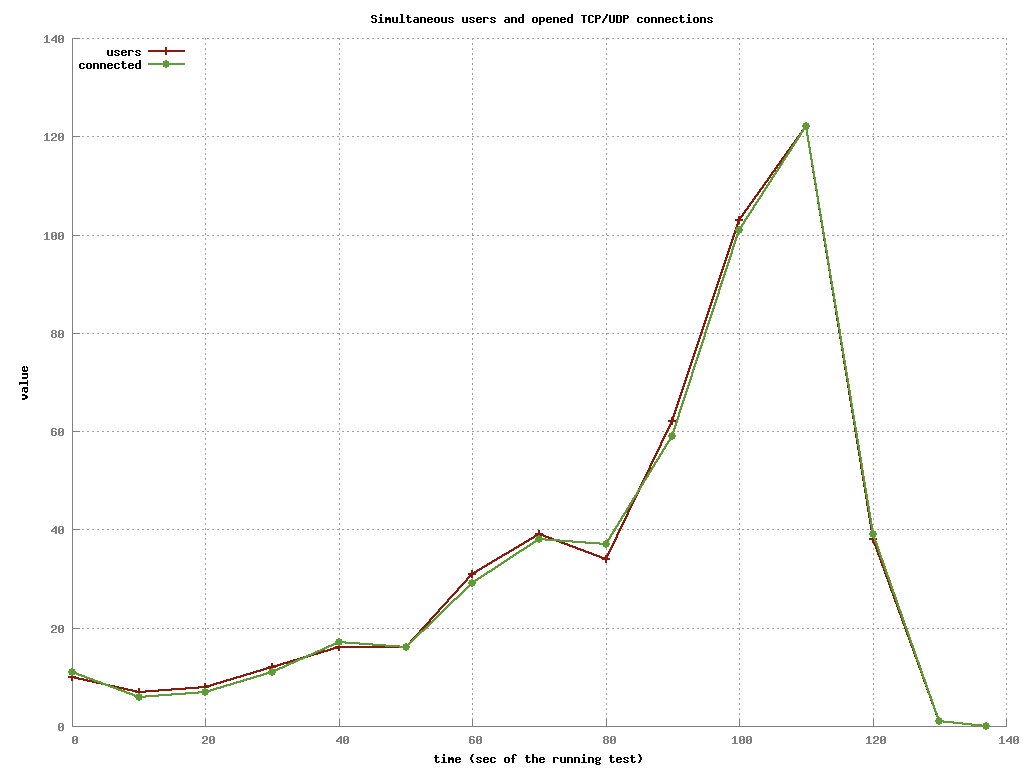 Simultaneous users and opened TCP/UDP connections
140
users
connected
120
100
80
value
60
40
20
0
0 20 40 60 80 100 120 140
time (sec of the running test)